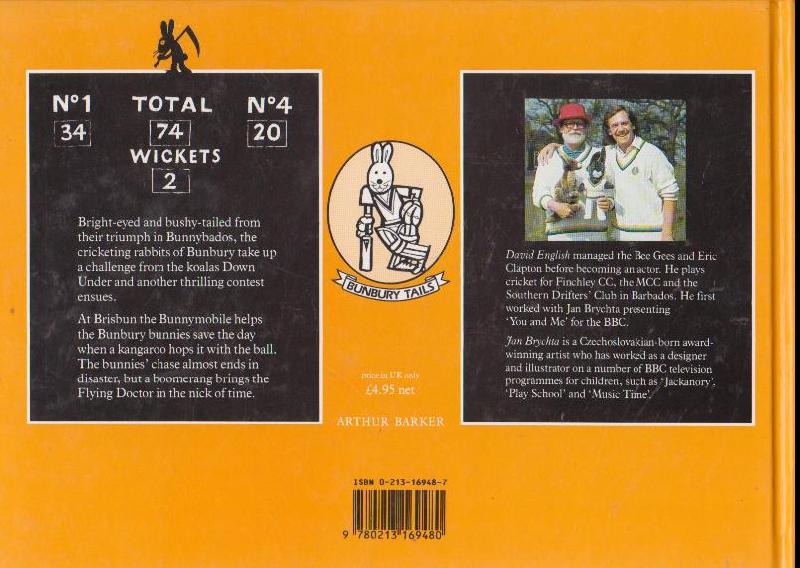 Nº1 TOTAL Nº4
34 74 20
WICKETS
2
Bright-eyed and bushy-tailed from
their triumph in Bunnybados, the
cricketing rabbits of Bunbury take up
a challenge from the koalas Down
Under and another thrilling contest
ensues.
At Brisbun the Bunnymobile helps
the Bunbury bunnies save the day
when a kangaroo hops it with the ball.
The bunnies' chase almost ends in
disaster, but a boomerang brings the
Flying Doctor in the nick of time.
BUNBURY TAILS
price in UK only
£4.95 net
ARTHUR BARKER
David English managed the Bee Gees and Eric
Clapton before becoming an actor. He plays
cricket for Finchley CC, the MCC and the
Southern Drifters' Club in Barbados. He first
worked with Jan Brychta presenting
'You and Me' for the BBC.
Jan Brychta is a Czechoslovakian-born award-
winning artist who has worked as a designer
and illustrator on a number of BBC television
programmes for children, such as 'Jackanory',
'Play School' and 'Music Time'.
ISBN 0-213-16948-7
9 780213 169480